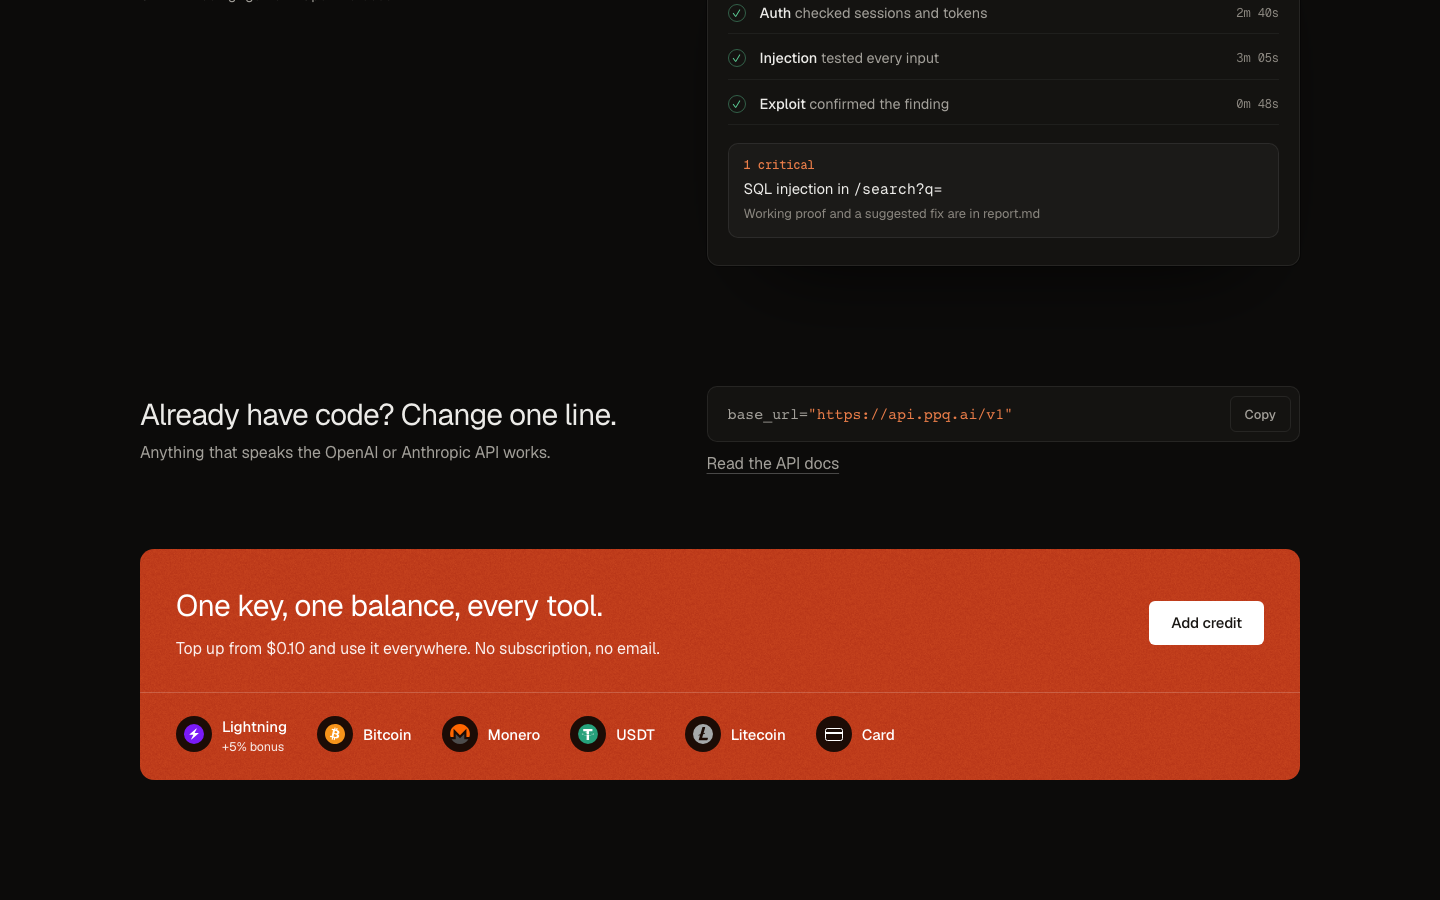 Auth checked sessions and tokens 2m 40s
Injection tested every input 3m 05s
Exploit confirmed the finding 0m 48s
1 critical
SQL injection in /search?q=
Working proof and a suggested fix are in report.md
Already have code? Change one line.
Anything that speaks the OpenAI or Anthropic API works.
base_url="https://api.ppq.ai/v1" Copy
Read the API docs
One key, one balance, every tool.
Top up from $0.10 and use it everywhere. No subscription, no email.
Add credit
Lightning
+5% bonus
Bitcoin
Monero
USDT
Litecoin
Card